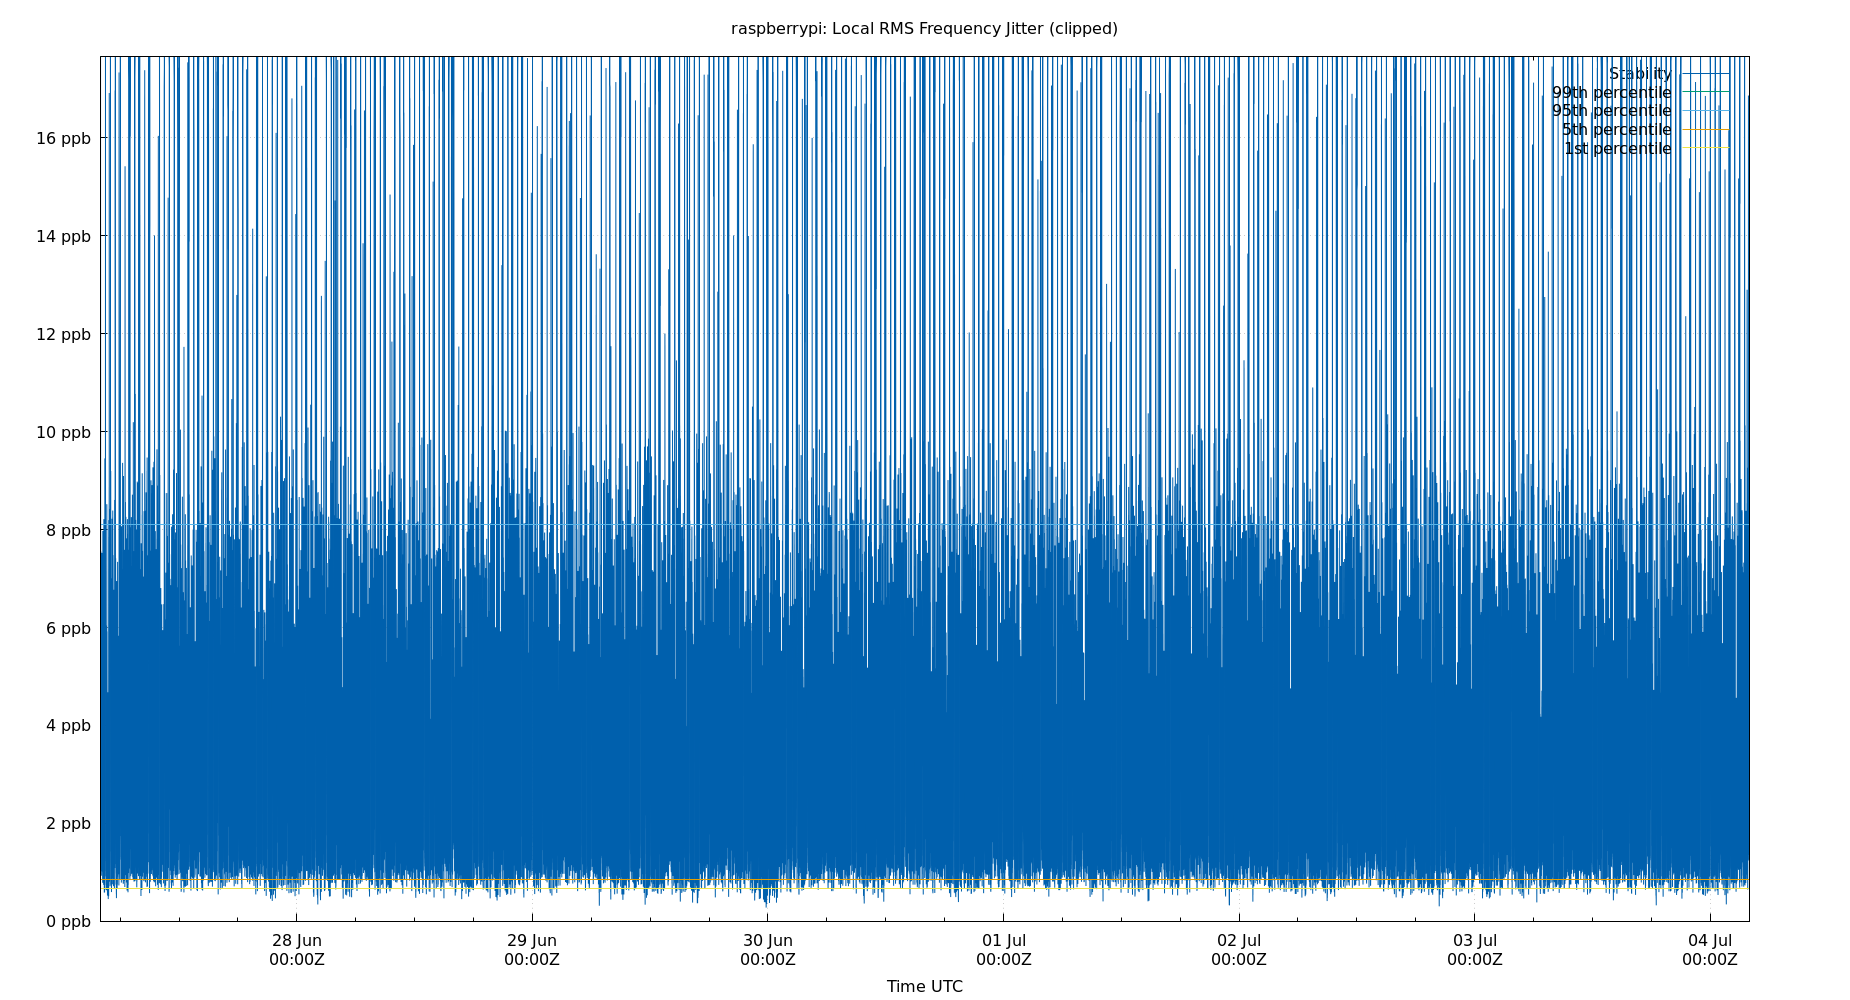 raspberrypi: Local RMS Frequency Jitter (clipped)
Stability
99th percentile
95th percentile
5th percentile
1st percentile
16 ppb
14 ppb
12 ppb
10 ppb
8 ppb
6 ppb
4 ppb
2 ppb
0 ppb
28 Jun 29 Jun 30 Jun 01 Jul 02 Jul 03 Jul 04 Jul
00:00Z 00:00Z 00:00Z 00:00Z 00:00Z 00:00Z 00:00Z
Time UTC